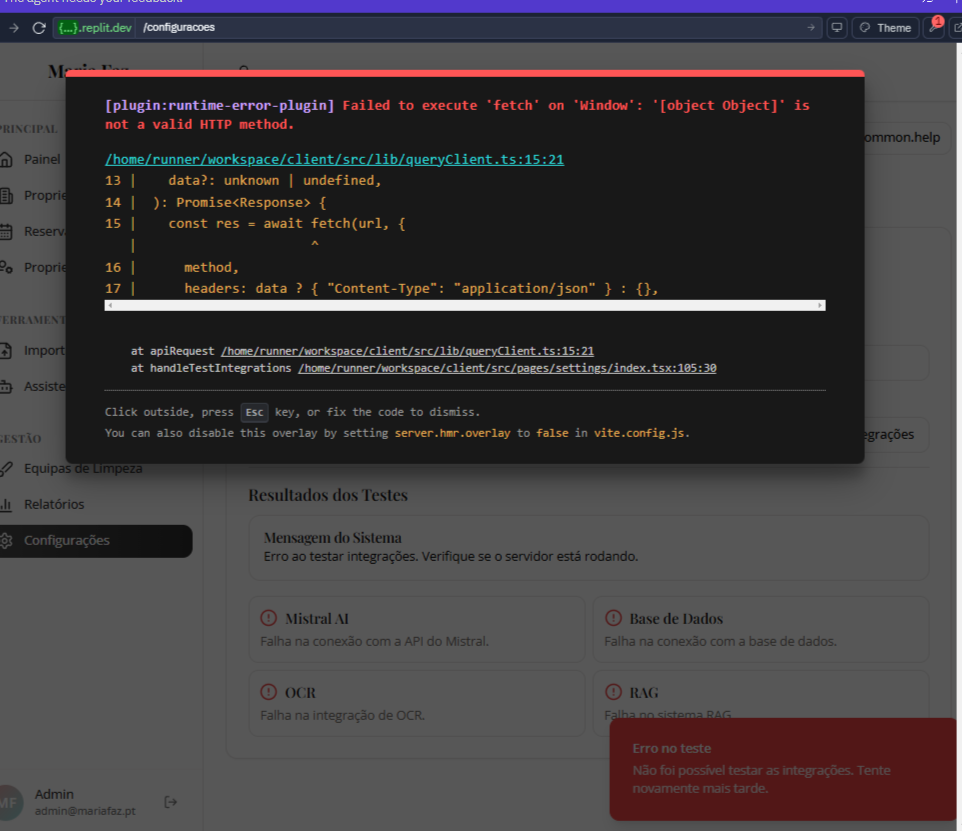 The agent needs your feedback.
{...}.replit.dev /configuracoes
Theme
1
Maria Faz
PRINCIPAL
Painel
Proprie
Reserva
Proprie
FERRAMENT
Import
Assiste
GESTÃO
Equipas de Limpeza
Relatórios
Configurações
common.help
[plugin:runtime-error-plugin] Failed to execute 'fetch' on 'Window': '[object Object]' is
not a valid HTTP method.
/home/runner/workspace/client/src/lib/queryClient.ts:15:21
13 | data?: unknown | undefined,
14 | ): Promise<Response> {
15 | const res = await fetch(url, {
| ^
16 | method,
17 | headers: data ? { "Content-Type": "application/json" } : {},
at apiRequest /home/runner/workspace/client/src/lib/queryClient.ts:15:21
at handleTestIntegrations /home/runner/workspace/client/src/pages/settings/index.tsx:105:30
Click outside, press Esc key, or fix the code to dismiss.
You can also disable this overlay by setting server.hmr.overlay to false in vite.config.js.
egrações
Resultados dos Testes
Mensagem do Sistema
Erro ao testar integrações. Verifique se o servidor está rodando.
Mistral AI
Falha na conexão com a API do Mistral.
Base de Dados
Falha na conexão com a base de dados.
OCR
Falha na integração de OCR.
RAG
Falha no sistema RAG
Erro no teste
Não foi possível testar as integrações. Tente
novamente mais tarde.
MF
Admin
admin@mariafaz.pt